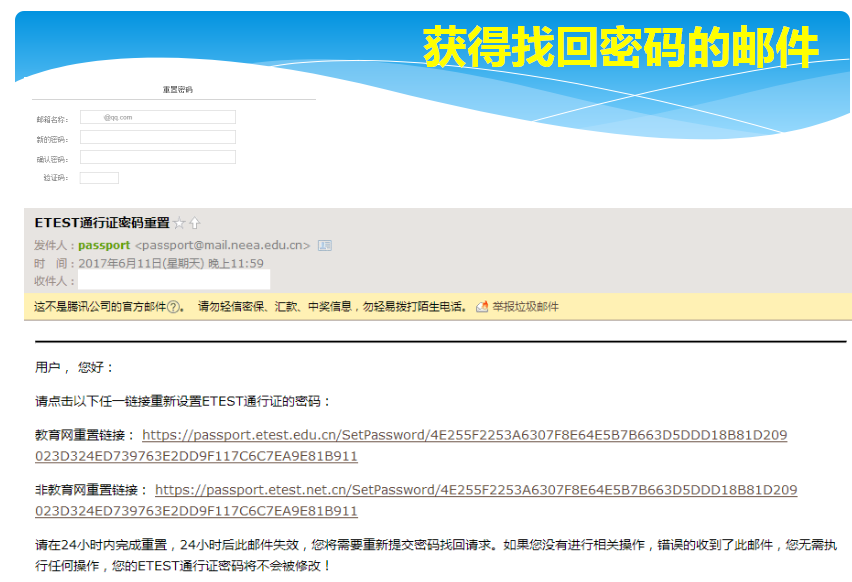 获得找回密码的邮件
重置密码
邮箱名称：
@qq.com
新的密码：
确认密码：
验证码：
ETEST通行证密码重置
发件人：passport <passport@mail.neea.edu.cn>
时 间：2017年6月11日(星期天) 晚上11:59
收件人：
这不是腾讯公司的官方邮件?。 请勿轻信密保、汇款、中奖信息，勿轻易拨打陌生电话。 举报垃圾邮件
用户， 您好：
请点击以下任一链接重新设置ETEST通行证的密码：
教育网重置链接： https://passport.etest.edu.cn/SetPassword/4E255F2253A6307F8E64E5B7B663D5DDD18B81D209
023D324ED739763E2DD9F117C6C7EA9E81B911
非教育网重置链接： https://passport.etest.net.cn/SetPassword/4E255F2253A6307F8E64E5B7B663D5DDD18B81D209
023D324ED739763E2DD9F117C6C7EA9E81B911
请在24小时内完成重置，24小时后此邮件失效，您将需要重新提交密码找回请求。如果您没有进行相关操作，错误的收到了此邮件，您无需执
行任何操作，您的ETEST通行证密码将不会被修改！